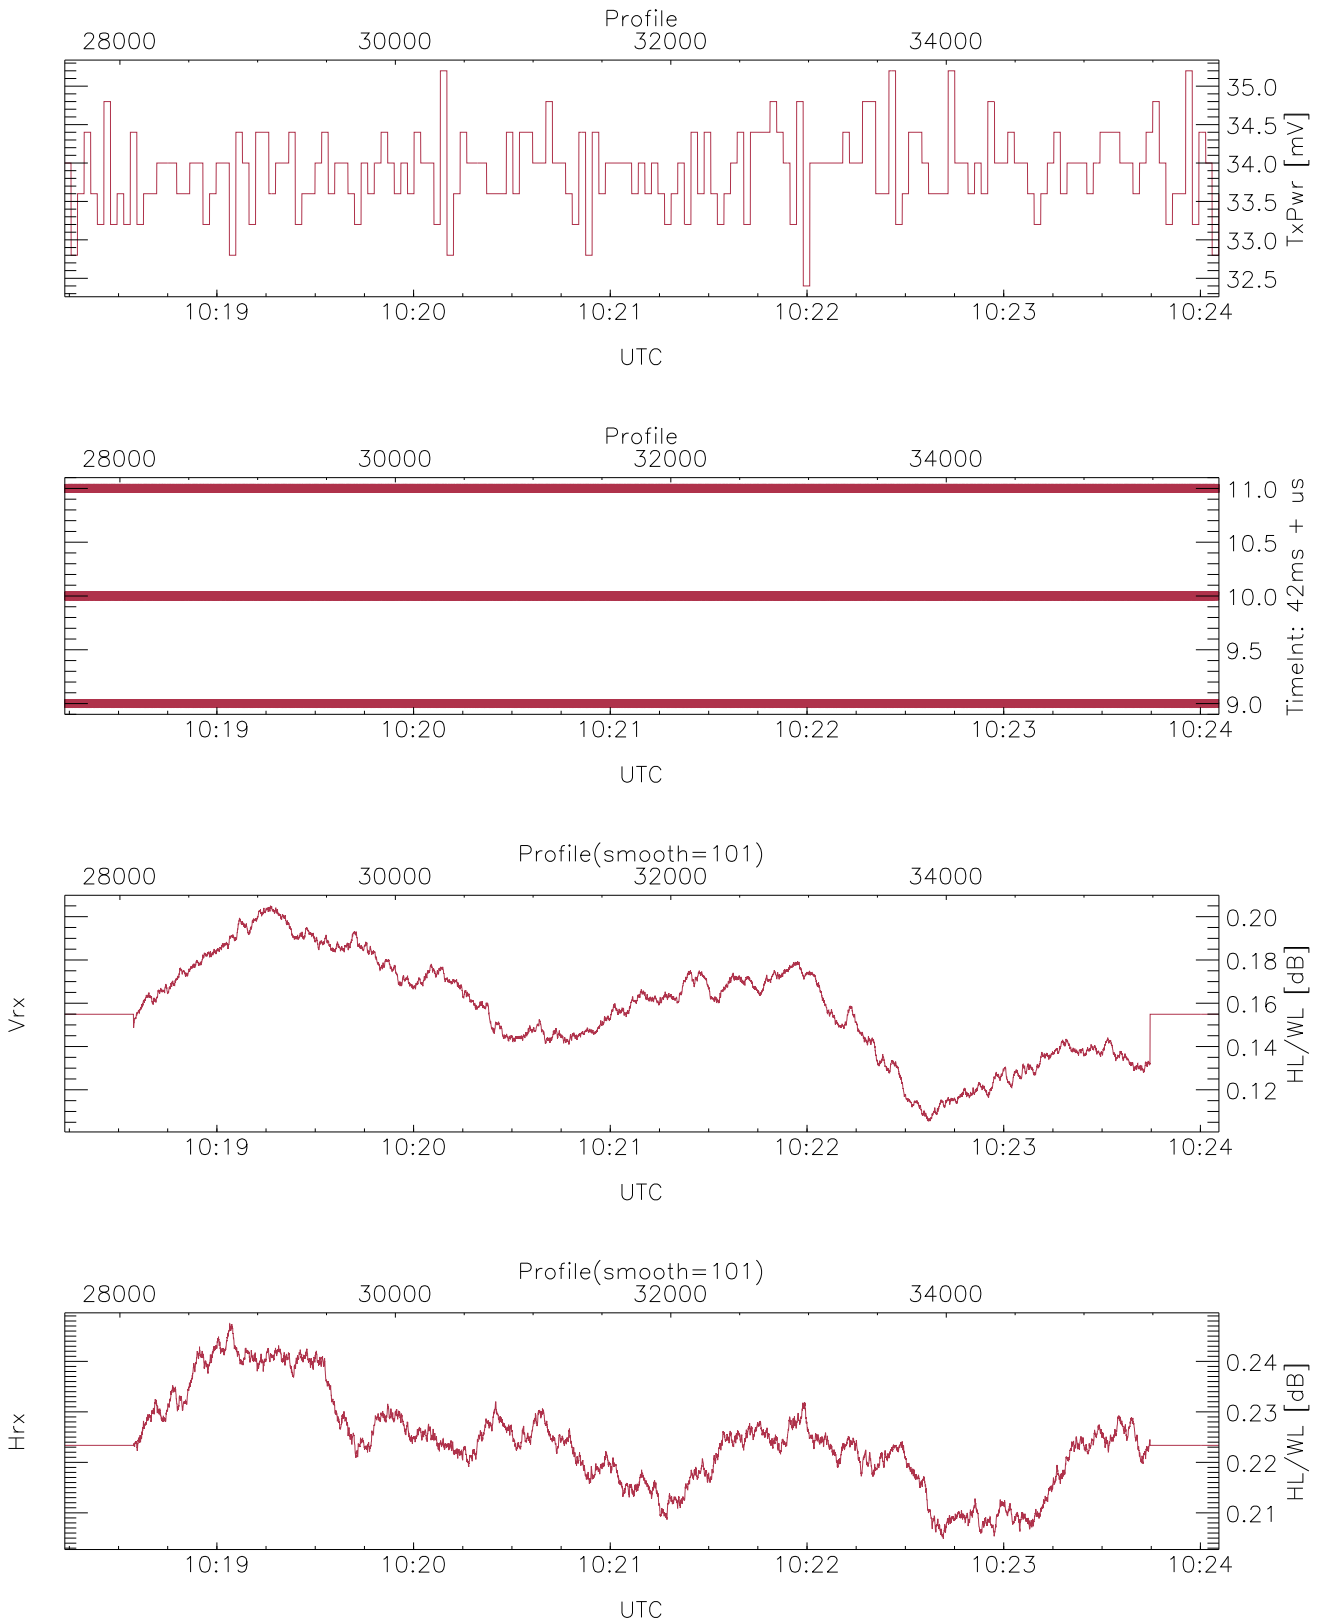 Profile
28000 30000 32000 34000
35.0
34.5
34.0
33.5
33.0
32.5
TxPwr [mV]
10:19 10:20 10:21 10:22 10:23 10:24
UTC
Profile
28000 30000 32000 34000
11.0
10.5
10.0
9.5
9.0
TimeInt: 42ms + us
10:19 10:20 10:21 10:22 10:23 10:24
UTC
Profile(smooth=101)
28000 30000 32000 34000
Vrx
0.20
0.18
0.16
0.14
0.12
HL/WL [dB]
10:19 10:20 10:21 10:22 10:23 10:24
UTC
Profile(smooth=101)
28000 30000 32000 34000
Hrx
0.24
0.23
0.22
0.21
HL/WL [dB]
10:19 10:20 10:21 10:22 10:23 10:24
UTC